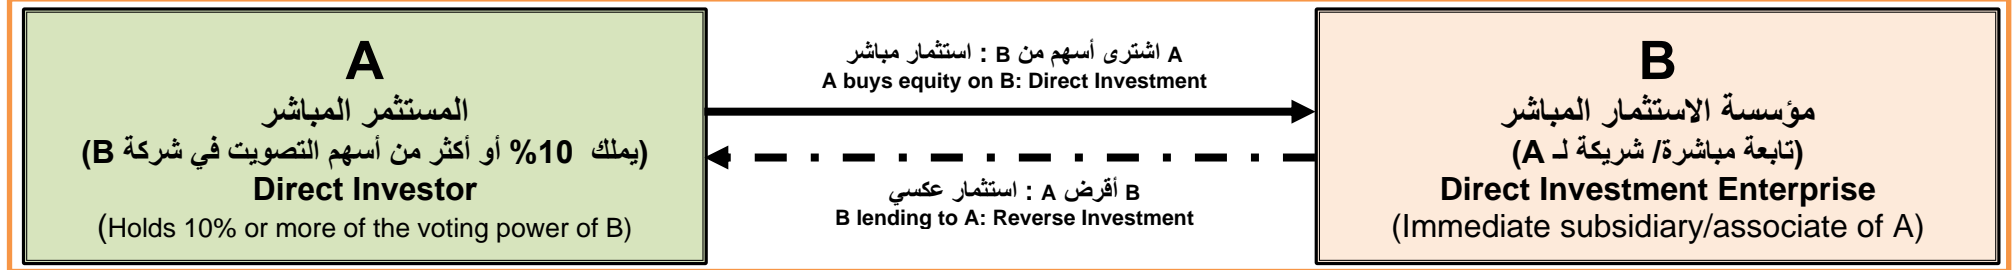 A
المستثمر المباشر
(يملك 10% أو أكثر من أسهم التصويت في شركة B)
Direct Investor
(Holds 10% or more of the voting power of B)
A اشترى أسهم من B : استثمار مباشر
A buys equity on B: Direct Investment
B أقرض A : استثمار عكسي
B lending to A: Reverse Investment
B
مؤسسة الاستثمار المباشر
(تابعة مباشرة/ شريكة لـ A)
Direct Investment Enterprise
(Immediate subsidiary/associate of A)